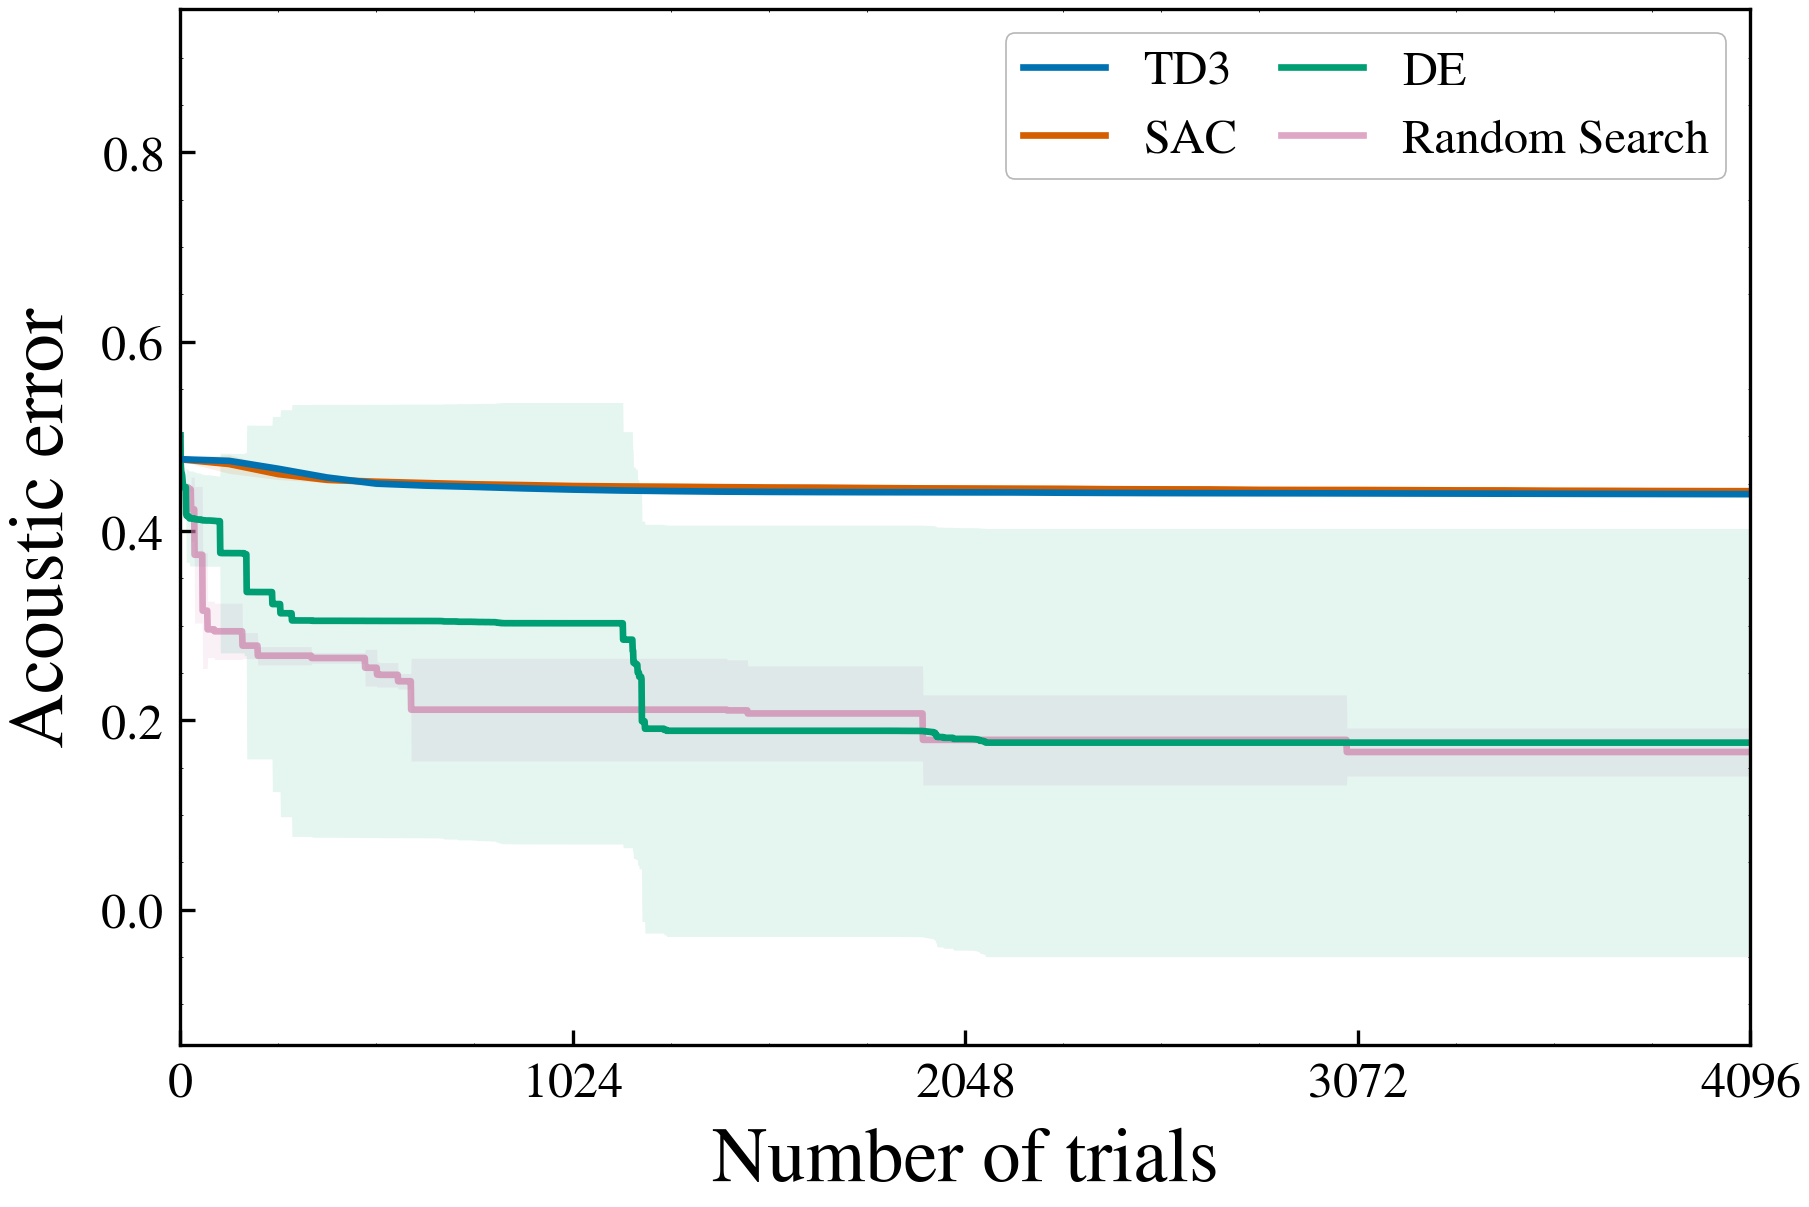 TD3 DE
SAC Random Search
Acoustic error
0.8
0.6
0.4
0.2
0.0
0 1024 2048 3072 4096
Number of trials